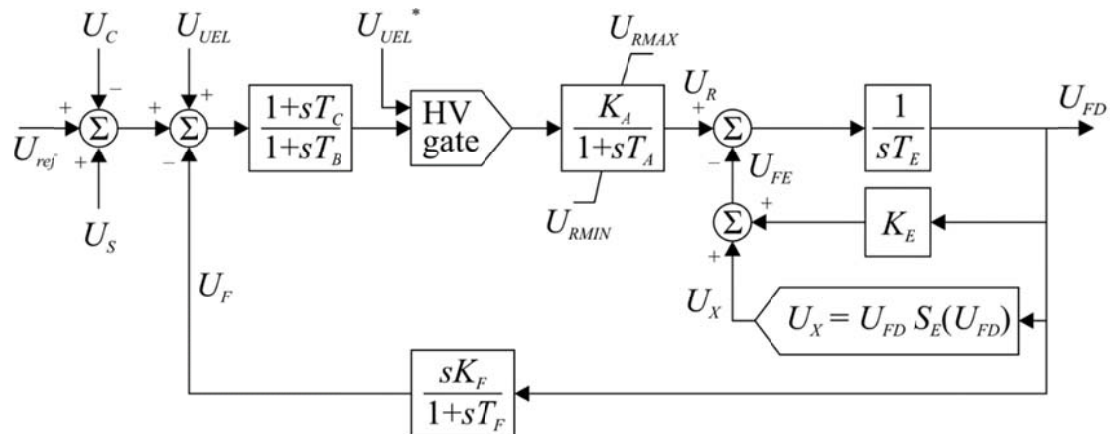 U_C
U_UEL
U_UEL*
U_RMAX
U_ref
U_S
Σ
Σ
1+sT_C
1+sT_B
HV
gate
K_A
1+sT_A
U_RMIN
U_R
Σ
1
sT_E
U_FD
U_FE
Σ
K_E
U_F
U_X
U_X = U_FD S_E(U_FD)
sK_F
1+sT_F
+
−
+
+
+
−
+
−
+
+